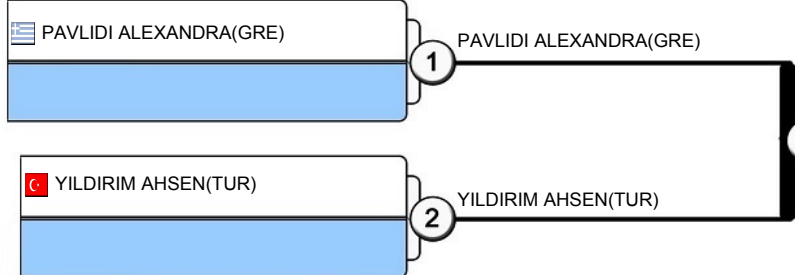 PAVLIDI ALEXANDRA(GRE)
1
PAVLIDI ALEXANDRA(GRE)
YILDIRIM AHSEN(TUR)
2
YILDIRIM AHSEN(TUR)